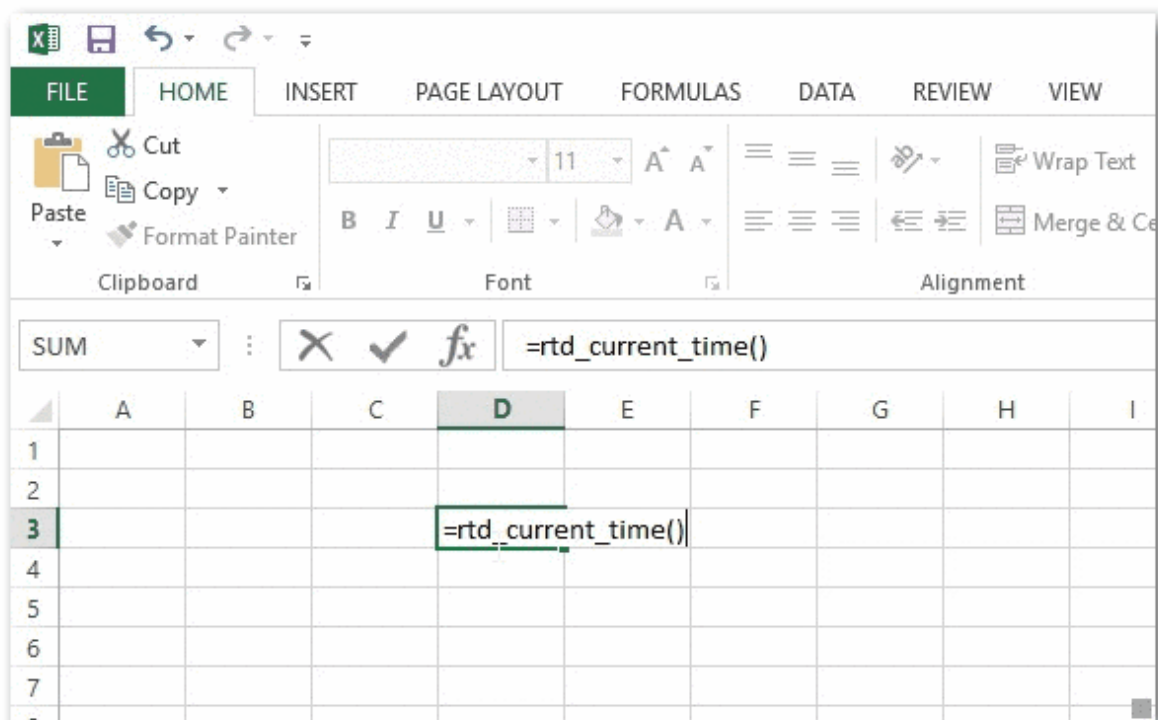 FILE HOME INSERT PAGE LAYOUT FORMULAS DATA REVIEW VIEW
Cut
Copy
Paste
Format Painter
11 A A
Wrap Text
B I U A
Merge & Ce
Clipboard Font Alignment
SUM fx =rtd_current_time()
A B C D E F G H I
1
2
3 =rtd_current_time()
4
5
6
7